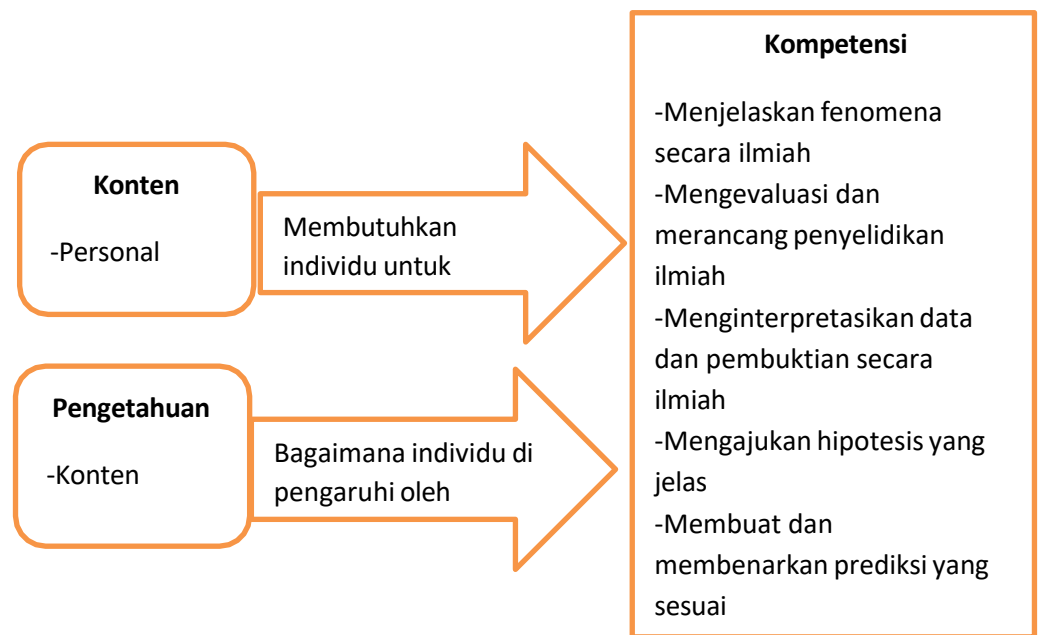 Konten
-Personal
Membutuhkan
individu untuk
Pengetahuan
-Konten
Bagaimana individu di
pengaruhi oleh
Kompetensi
-Menjelaskan fenomena
secara ilmiah
-Mengevaluasi dan
merancang penyelidikan
ilmiah
-Menginterpretasikan data
dan pembuktian secara
ilmiah
-Mengajukan hipotesis yang
jelas
-Membuat dan
membenarkan prediksi yang
sesuai